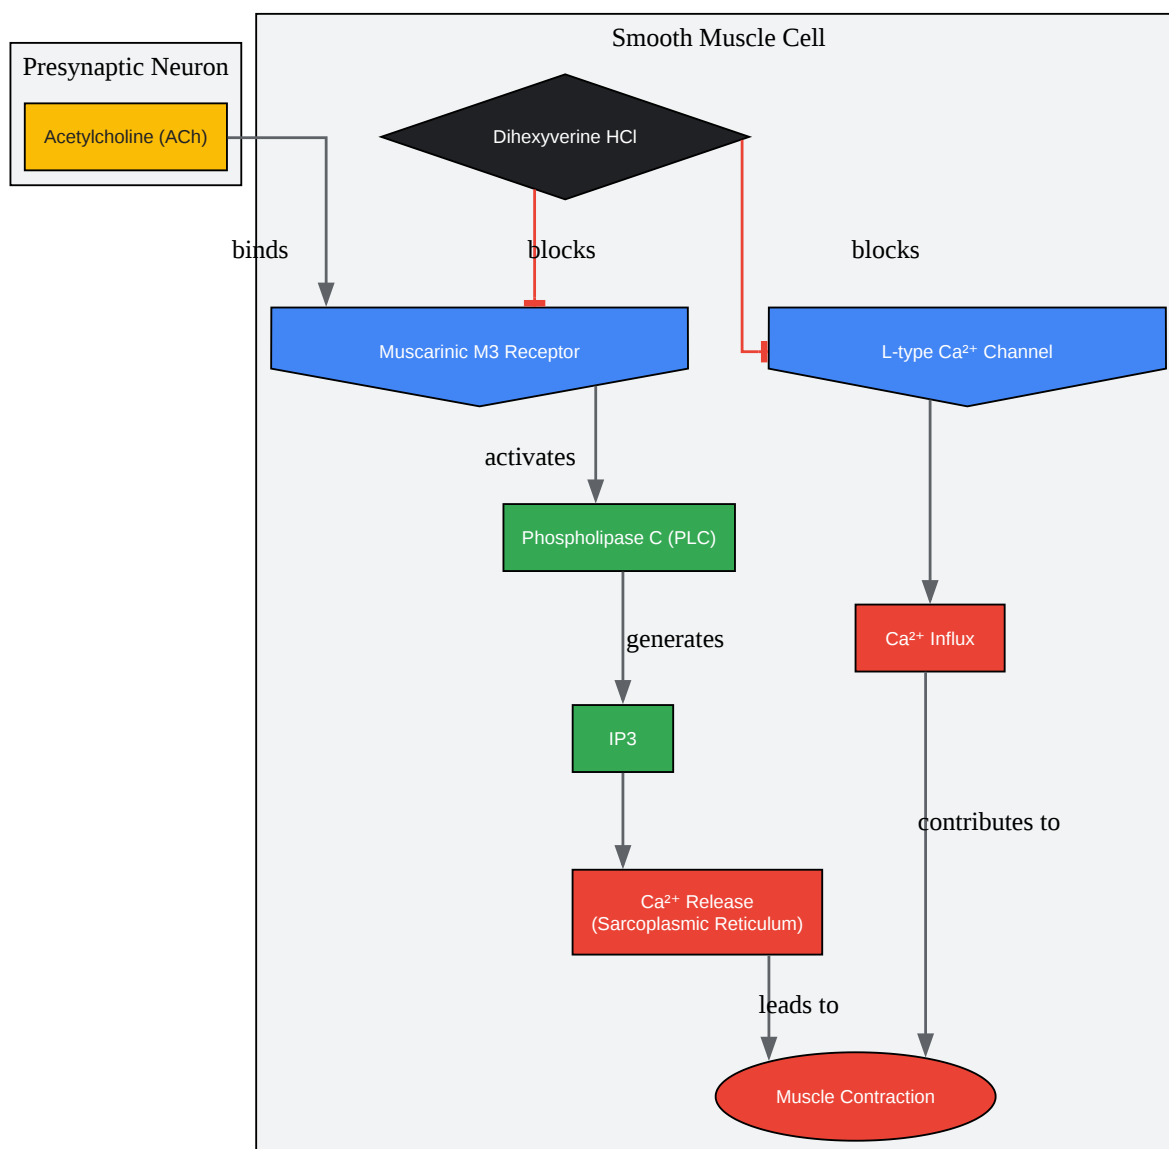 Smooth Muscle Cell
Presynaptic Neuron
Acetylcholine (ACh)
Dihexyverine HCl
binds
blocks
blocks
Muscarinic M3 Receptor
L-type Ca²⁺ Channel
activates
Phospholipase C (PLC)
generates
Ca²⁺ Influx
IP3
contributes to
Ca²⁺ Release
(Sarcoplasmic Reticulum)
leads to
Muscle Contraction